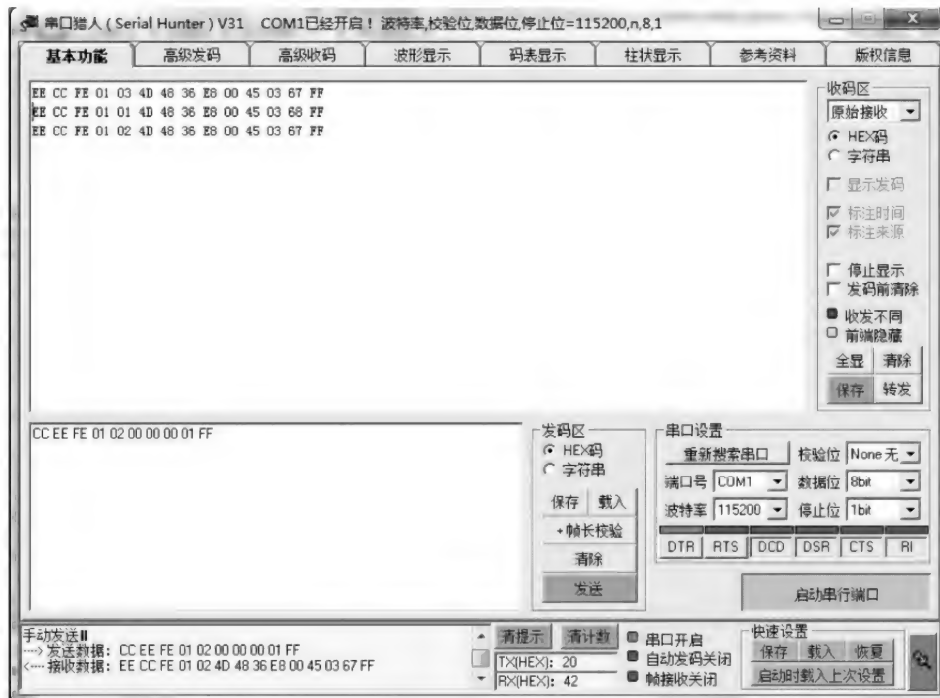 串口猎人 ( Serial Hunter ) V31 COM1已经开启！波特率,校验位,数据位,停止位=115200,n,8,1
基本功能 高级发码 高级收码 波形显示 码表显示 柱状显示 参考资料 版权信息
EE CC FE 01 03 4D 48 36 E8 00 45 03 67 FF
EE CC FE 01 01 4D 48 36 E8 00 45 03 68 FF
EE CC FE 01 02 4D 48 36 E8 00 45 03 67 FF
收码区
原始接收
HEX码
字符串
显示发码
标注时间
标注来源
停止显示
发码前清除
收发不同
前端隐藏
全显 清除
保存 转发
CC EE FE 01 02 00 00 00 01 FF
发码区
HEX码
字符串
保存 载入
+帧长校验
清除
发送
串口设置
重新搜索串口 校验位 None 无
端口号 COM1 数据位 8bit
波特率 115200 停止位 1bit
DTR RTS DCD DSR CTS RI
启动串行端口
手动发送II
----> 发送数据：CC EE FE 01 02 00 00 00 01 FF
<---- 接收数据：EE CC FE 01 02 4D 48 36 E8 00 45 03 67 FF
清提示 清计数
TX(HEX): 20
RX(HEX): 42
串口开启
自动发码关闭
帧接收关闭
快速设置
保存 载入 恢复
启动时载入上次设置